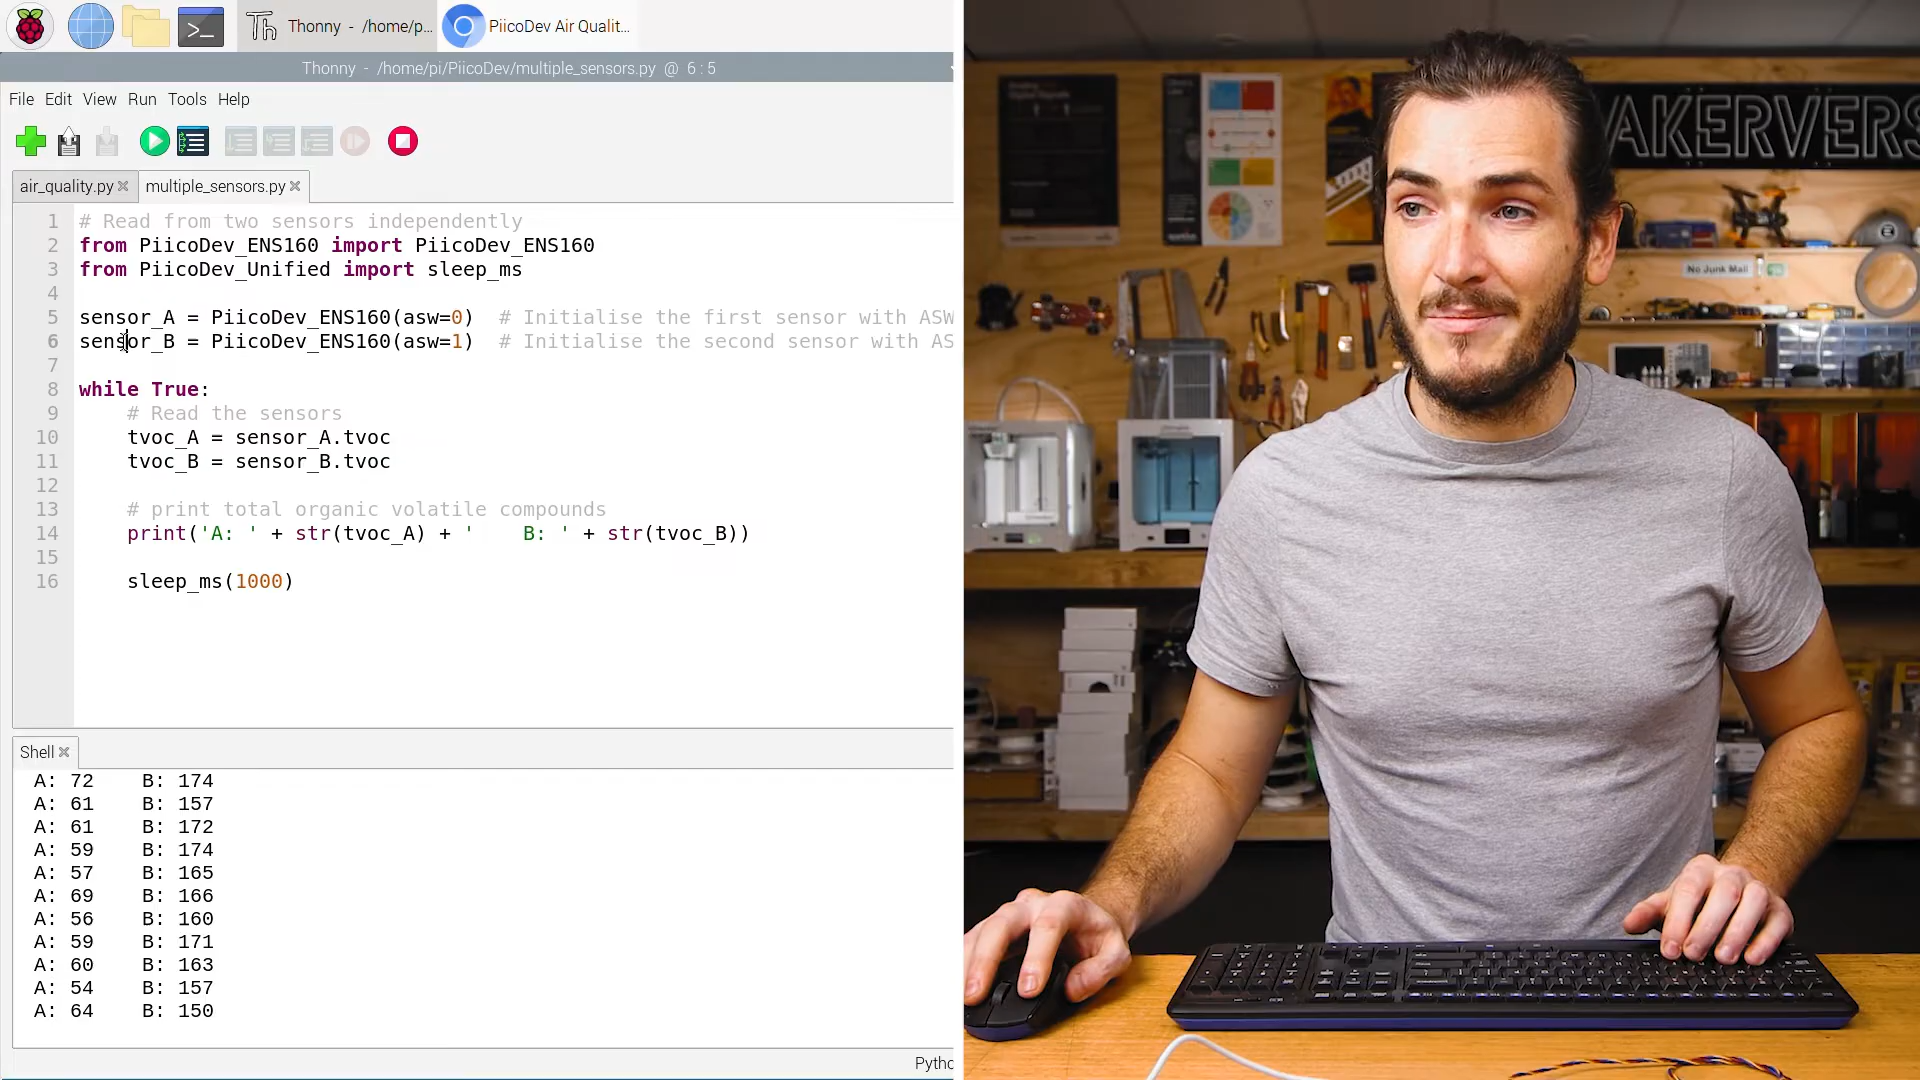 Thonny - /home/p...
PiicoDev Air Qualit...
Thonny - /home/pi/PiicoDev/multiple_sensors.py @ 6:5
File Edit View Run Tools Help
air_quality.py
multiple_sensors.py
1 # Read from two sensors independently
2 from PiicoDev_ENS160 import PiicoDev_ENS160
3 from PiicoDev_Unified import sleep_ms
4
5 sensor_A = PiicoDev_ENS160(asw=0) # Initialise the first sensor with ASW
6 sensor_B = PiicoDev_ENS160(asw=1) # Initialise the second sensor with AS
7
8 while True:
9 # Read the sensors
10 tvoc_A = sensor_A.tvoc
11 tvoc_B = sensor_B.tvoc
12
13 # print total organic volatile compounds
14 print('A: ' + str(tvoc_A) + '    B: ' + str(tvoc_B))
15
16 sleep_ms(1000)
Shell
A: 72    B: 174
A: 61    B: 157
A: 61    B: 172
A: 59    B: 174
A: 57    B: 165
A: 69    B: 166
A: 56    B: 160
A: 59    B: 171
A: 60    B: 163
A: 54    B: 157
A: 64    B: 150
Pytho
AKERVERS
No Junk Mail